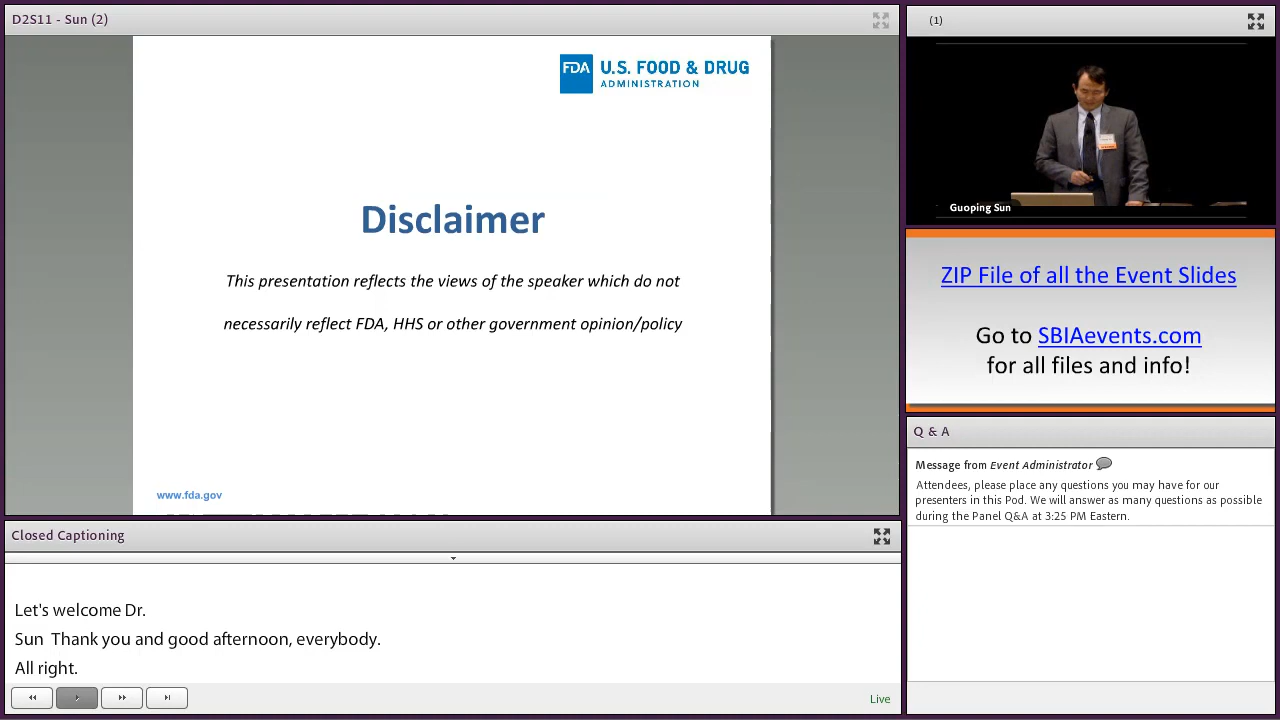 D2S11 - Sun (2)
FDA U.S. FOOD & DRUG
ADMINISTRATION
Disclaimer
This presentation reflects the views of the speaker which do not
necessarily reflect FDA, HHS or other government opinion/policy
www.fda.gov
Closed Captioning
Let's welcome Dr.
Sun  Thank you and good afternoon, everybody.
All right.
Live
(1)
Guoping Sun
ZIP File of all the Event Slides
Go to SBIAevents.com
for all files and info!
Q & A
Message from Event Administrator
Attendees, please place any questions you may have for our
presenters in this Pod. We will answer as many questions as possible
during the Panel Q&A at 3:25 PM Eastern.